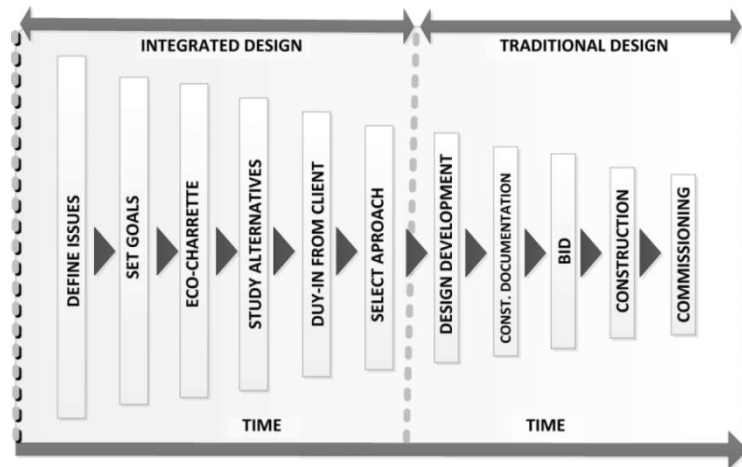 INTEGRATED DESIGN
TRADITIONAL DESIGN
DEFINE ISSUES
SET GOALS
ECO-CHARRETTE
STUDY ALTERNATIVES
DUY-IN FROM CLIENT
SELECT APROACH
DESIGN DEVELOPMENT
CONST. DOCUMENTATION
BID
CONSTRUCTION
COMMISSIONING
TIME
TIME